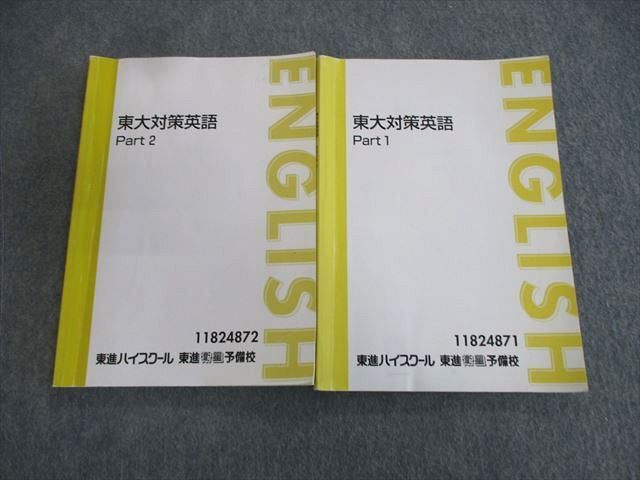 東大対策英語
Part 2
ENGLISH
11824872
東進ハイスクール 東進衛星予備校
東大対策英語
Part 1
ENGLISH
11824871
東進ハイスクール 東進衛星予備校